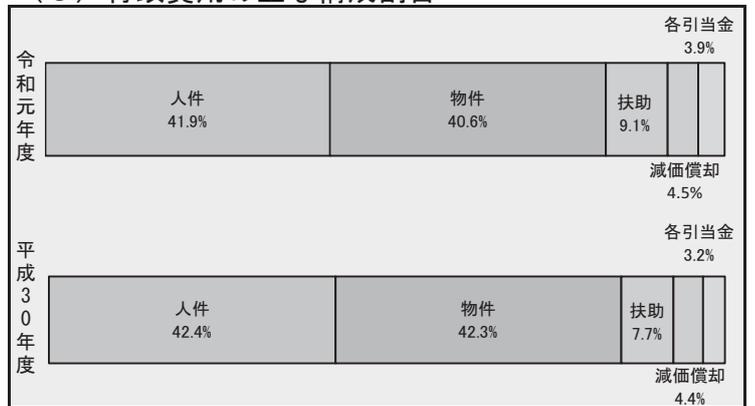 各引当金
3.9%
令和元年度
人件
41.9%
物件
40.6%
扶助
9.1%
減価償却
4.5%
各引当金
3.2%
平成30年度
人件
42.4%
物件
42.3%
扶助
7.7%
減価償却
4.4%